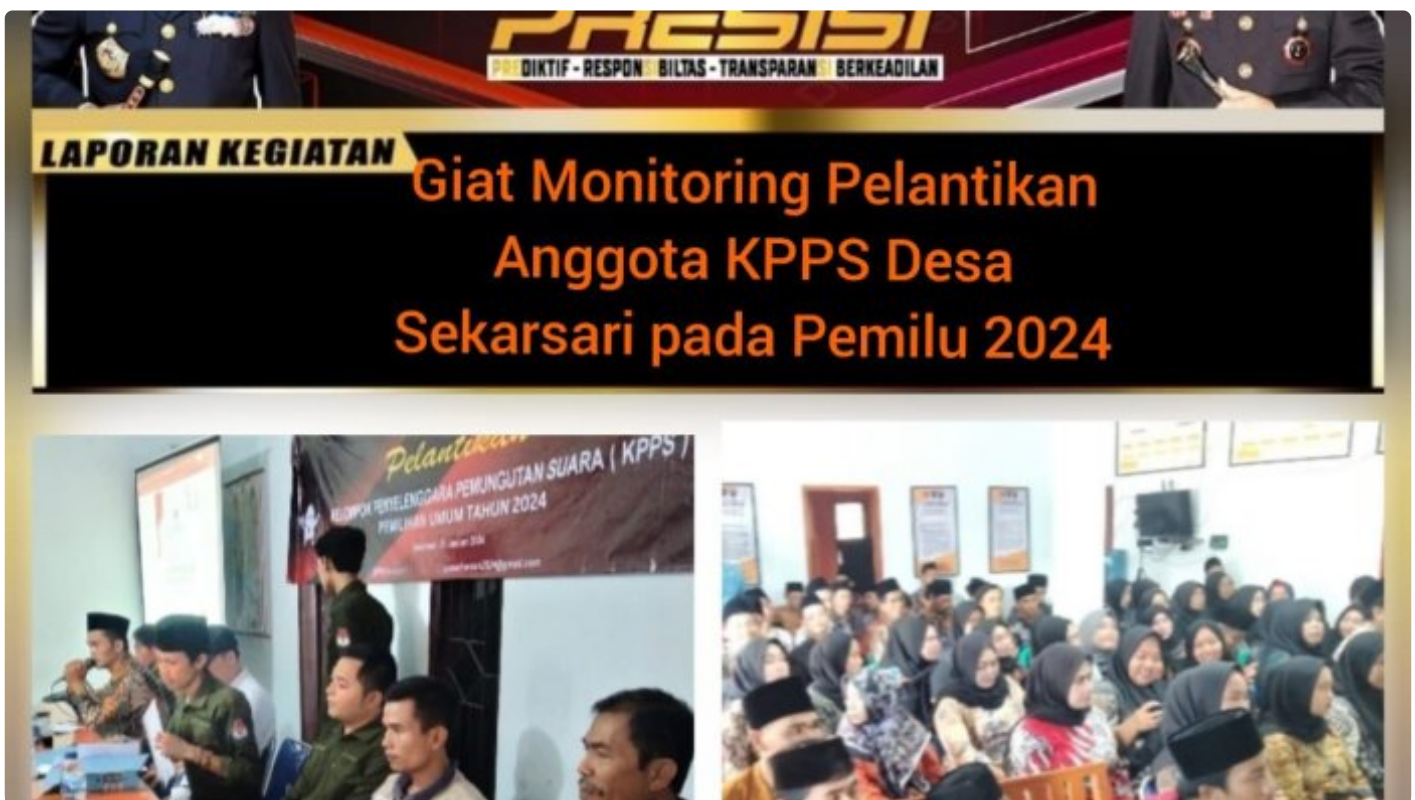 PRESISI
PREDIKTIF - RESPONSIBILTAS - TRANSPARANSI BERKEADILAN
LAPORAN KEGIATAN
Giat Monitoring Pelantikan
Anggota KPPS Desa
Sekarsari pada Pemilu 2024
Pelantikan
KELOMPOK PENYELENGGARA PEMUNGUTAN SUARA ( KPPS )
PEMILIHAN UMUM TAHUN 2024